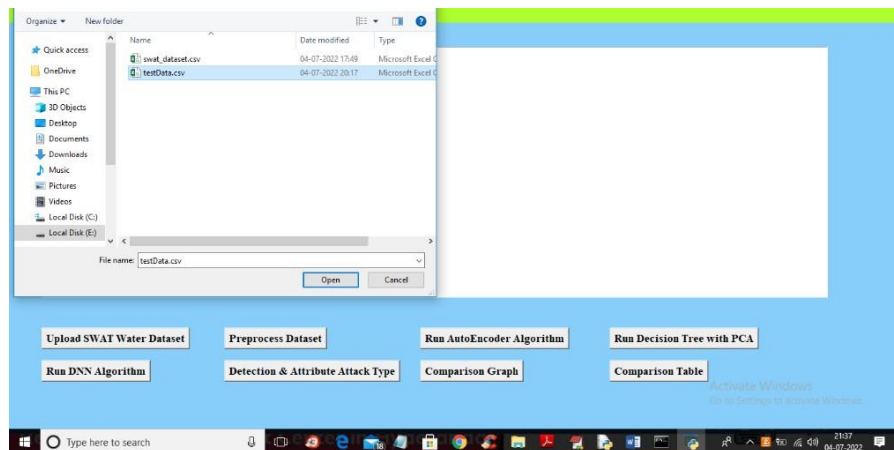 Organize New folder
Name Date modified Type
Quick access
swat_dataset.csv 04-07-2022 17:49 Microsoft Excel C
OneDrive
testData.csv 04-07-2022 20:17 Microsoft Excel C
This PC
3D Objects
Desktop
Documents
Downloads
Music
Pictures
Videos
Local Disk (C:)
Local Disk (E:)
File name: testData.csv
Open Cancel
Upload SWAT Water Dataset Preprocess Dataset Run AutoEncoder Algorithm Run Decision Tree with PCA
Run DNN Algorithm Detection & Attribute Attack Type Comparison Graph Comparison Table
Activate Windows
Go to Settings to activate Windows.
Type here to search
21:37
04-07-2022